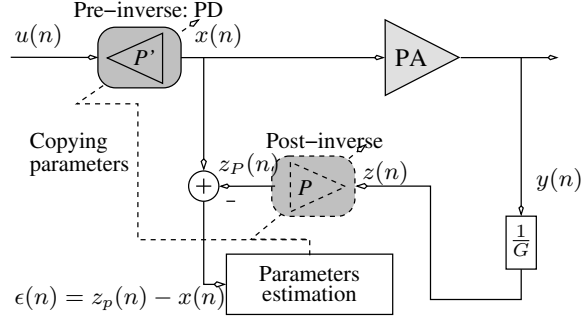 Pre−inverse: PD
u(n)
P'
x(n)
PA
Copying
parameters
Post−inverse
z_P(n)
P
z(n)
y(n)
+
−
1/G
Parameters
estimation
ϵ(n) = z_p(n) − x(n)